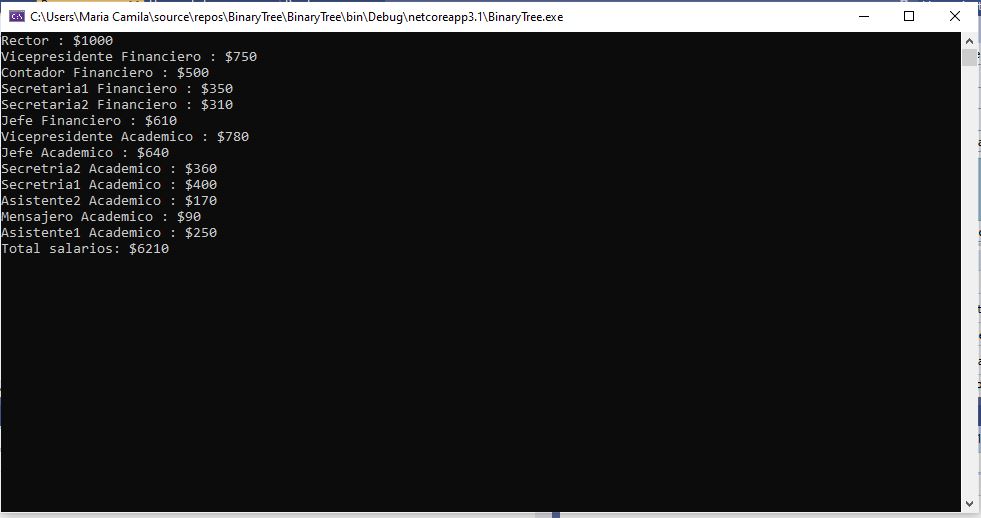 C:\Users\Maria Camila\source\repos\BinaryTree\BinaryTree\bin\Debug\netcoreapp3.1\BinaryTree.exe
Rector : $1000
Vicepresidente Financiero : $750
Contador Financiero : $500
Secretaria1 Financiero : $350
Secretaria2 Financiero : $310
Jefe Financiero : $610
Vicepresidente Academico : $780
Jefe Academico : $640
Secretria2 Academico : $360
Secretria1 Academico : $400
Asistente2 Academico : $170
Mensajero Academico : $90
Asistente1 Academico : $250
Total salarios: $6210